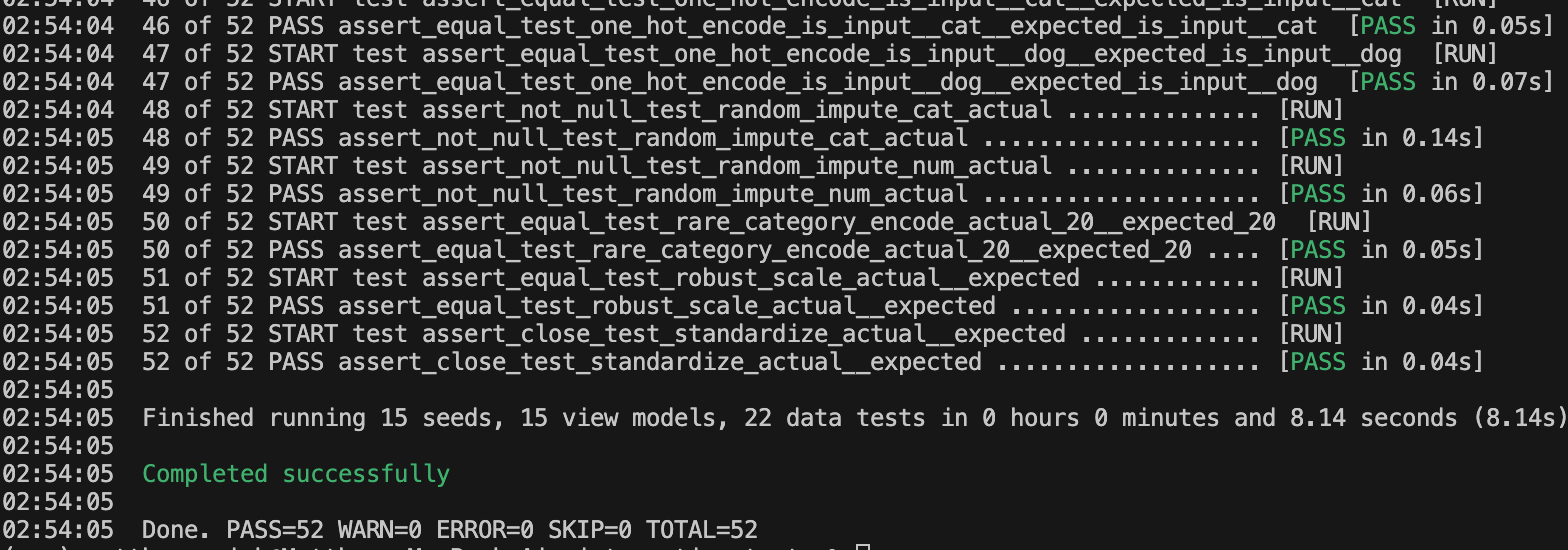 02:54:04 46 of 52 START test assert_equal_test_one_hot_encode_is_input__cat__expected_is_input__cat [RUN]
02:54:04 46 of 52 PASS assert_equal_test_one_hot_encode_is_input__cat__expected_is_input__cat [PASS in 0.05s]
02:54:04 47 of 52 START test assert_equal_test_one_hot_encode_is_input__dog__expected_is_input__dog [RUN]
02:54:04 47 of 52 PASS assert_equal_test_one_hot_encode_is_input__dog__expected_is_input__dog [PASS in 0.07s]
02:54:04 48 of 52 START test assert_not_null_test_random_impute_cat_actual .............. [RUN]
02:54:05 48 of 52 PASS assert_not_null_test_random_impute_cat_actual .................... [PASS in 0.14s]
02:54:05 49 of 52 START test assert_not_null_test_random_impute_num_actual .............. [RUN]
02:54:05 49 of 52 PASS assert_not_null_test_random_impute_num_actual .................... [PASS in 0.06s]
02:54:05 50 of 52 START test assert_equal_test_rare_category_encode_actual_20__expected_20 [RUN]
02:54:05 50 of 52 PASS assert_equal_test_rare_category_encode_actual_20__expected_20 .... [PASS in 0.05s]
02:54:05 51 of 52 START test assert_equal_test_robust_scale_actual__expected ............ [RUN]
02:54:05 51 of 52 PASS assert_equal_test_robust_scale_actual__expected .................. [PASS in 0.04s]
02:54:05 52 of 52 START test assert_close_test_standardize_actual__expected ............. [RUN]
02:54:05 52 of 52 PASS assert_close_test_standardize_actual__expected ................... [PASS in 0.04s]
02:54:05
02:54:05 Finished running 15 seeds, 15 view models, 22 data tests in 0 hours 0 minutes and 8.14 seconds (8.14s)
02:54:05
02:54:05 Completed successfully
02:54:05
02:54:05 Done. PASS=52 WARN=0 ERROR=0 SKIP=0 TOTAL=52